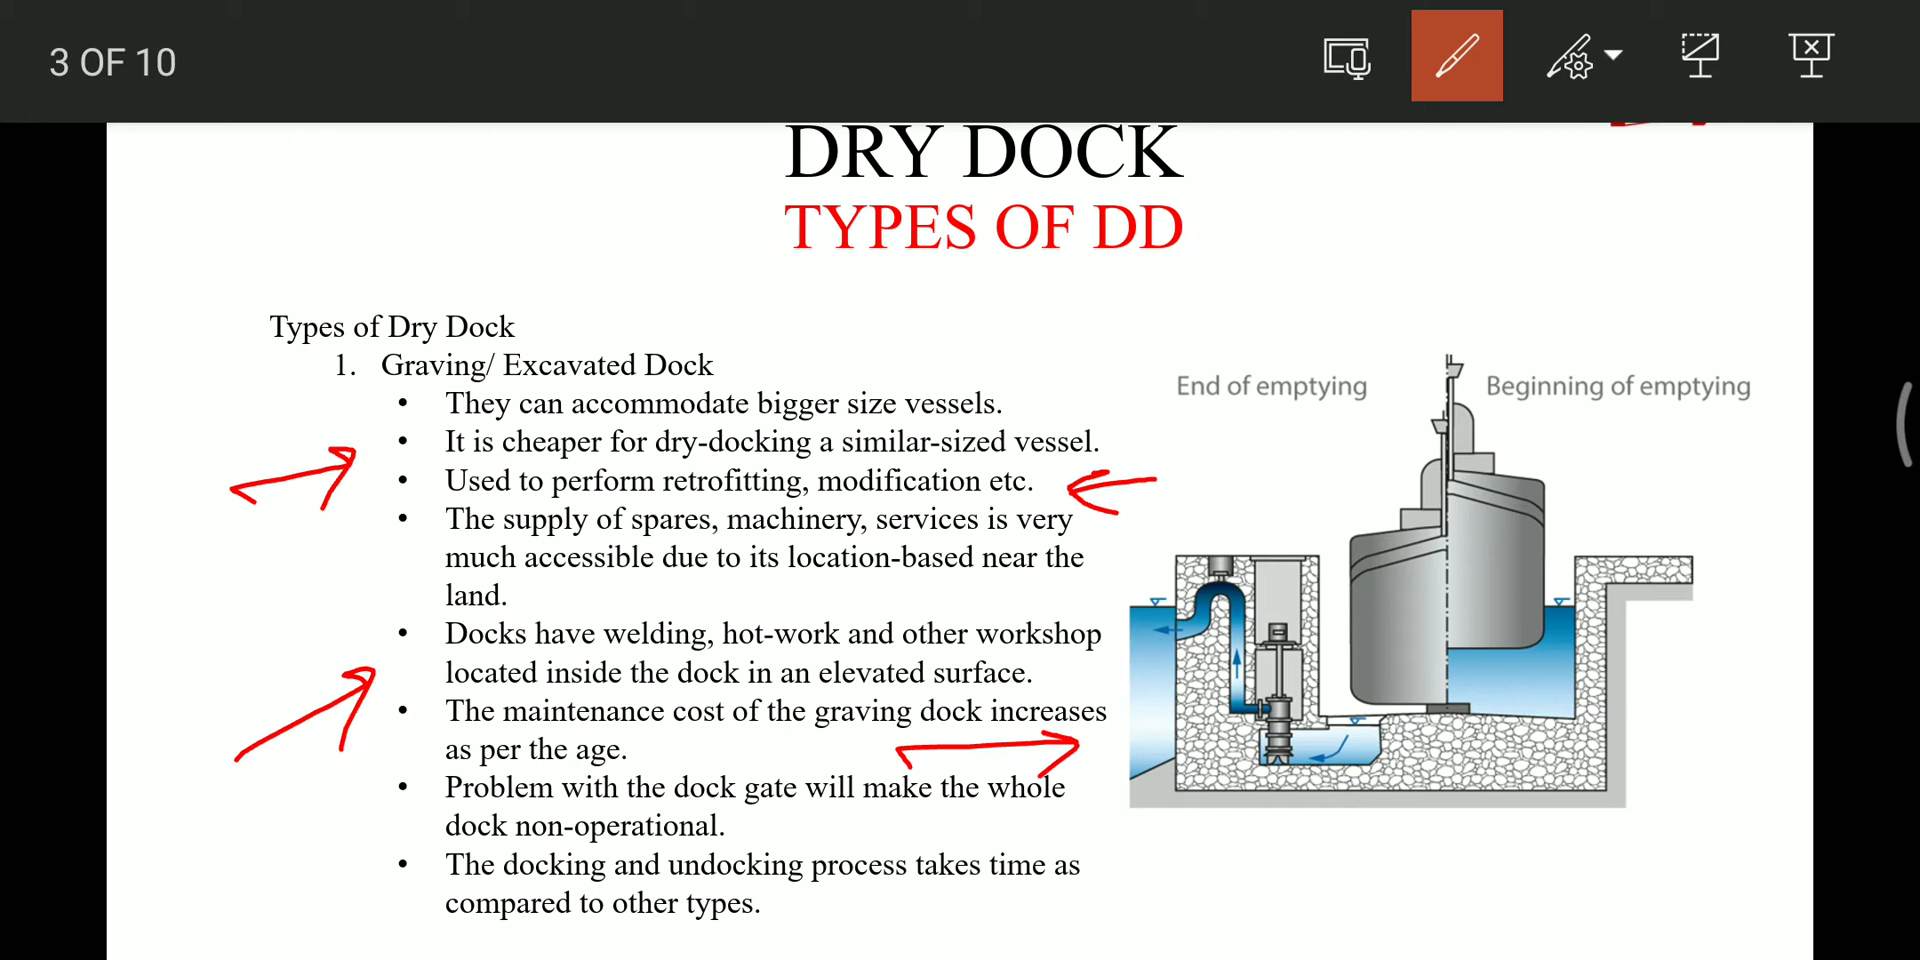 3 OF 10
DRY DOCK
TYPES OF DD
Types of Dry Dock
1. Graving/ Excavated Dock
• They can accommodate bigger size vessels.
• It is cheaper for dry-docking a similar-sized vessel.
• Used to perform retrofitting, modification etc.
• The supply of spares, machinery, services is very
much accessible due to its location-based near the
land.
• Docks have welding, hot-work and other workshop
located inside the dock in an elevated surface.
• The maintenance cost of the graving dock increases
as per the age.
• Problem with the dock gate will make the whole
dock non-operational.
• The docking and undocking process takes time as
compared to other types.
End of emptying
Beginning of emptying